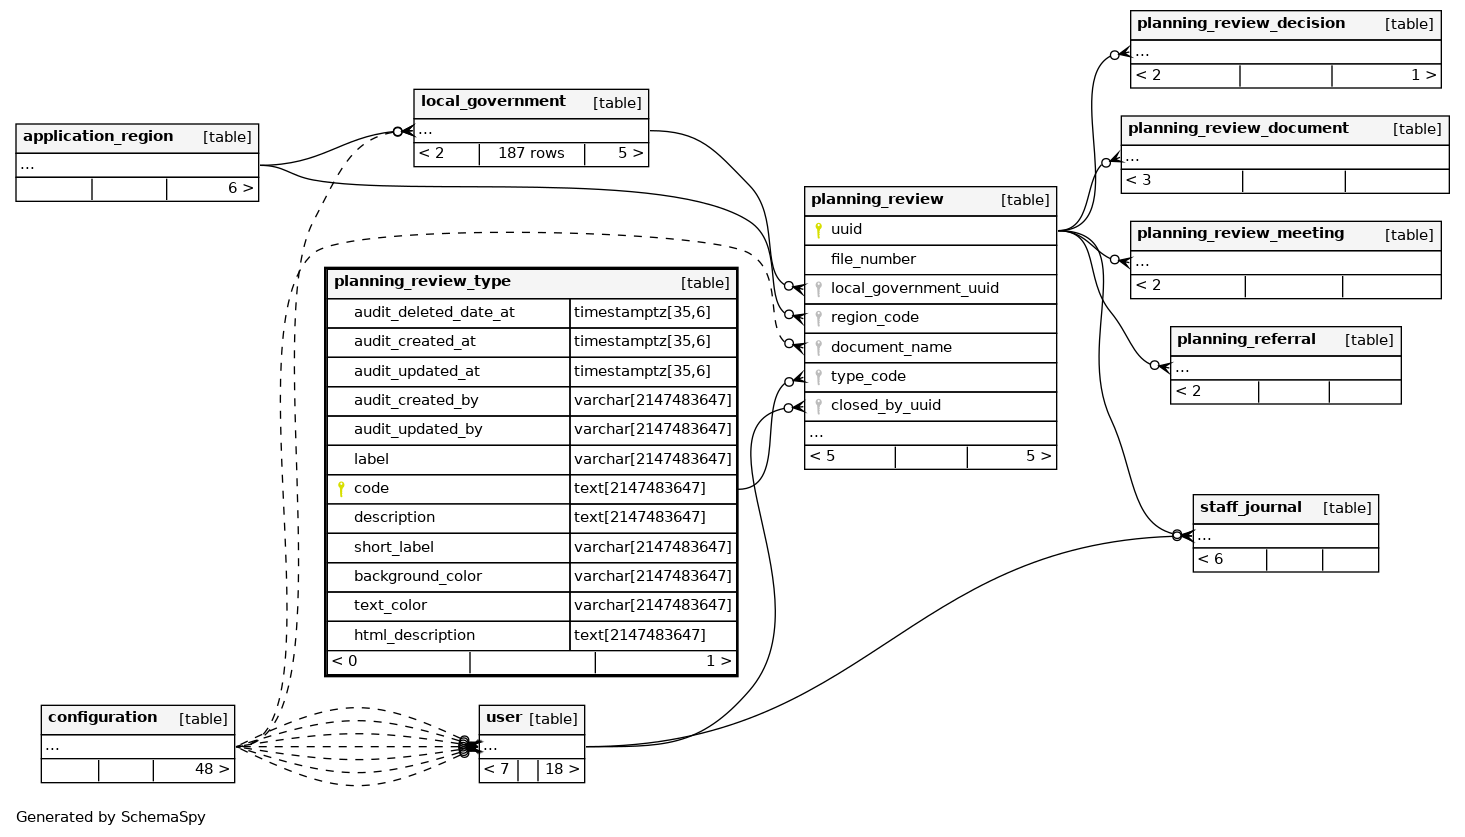 planning_review_decision [table]
...
< 2 1 >
local_government [table]
...
< 2 187 rows 5 >
planning_review_document [table]
...
< 3
application_region [table]
...
6 >
planning_review [table]
uuid
file_number
local_government_uuid
region_code
document_name
type_code
closed_by_uuid
...
< 5 5 >
planning_review_meeting [table]
...
< 2
planning_review_type [table]
audit_deleted_date_at timestamptz[35,6]
audit_created_at timestamptz[35,6]
audit_updated_at timestamptz[35,6]
audit_created_by varchar[2147483647]
audit_updated_by varchar[2147483647]
label varchar[2147483647]
code text[2147483647]
description text[2147483647]
short_label varchar[2147483647]
background_color varchar[2147483647]
text_color varchar[2147483647]
html_description text[2147483647]
< 0 1 >
planning_referral [table]
...
< 2
staff_journal [table]
...
< 6
configuration [table]
...
48 >
user [table]
...
< 7 18 >
Generated by SchemaSpy